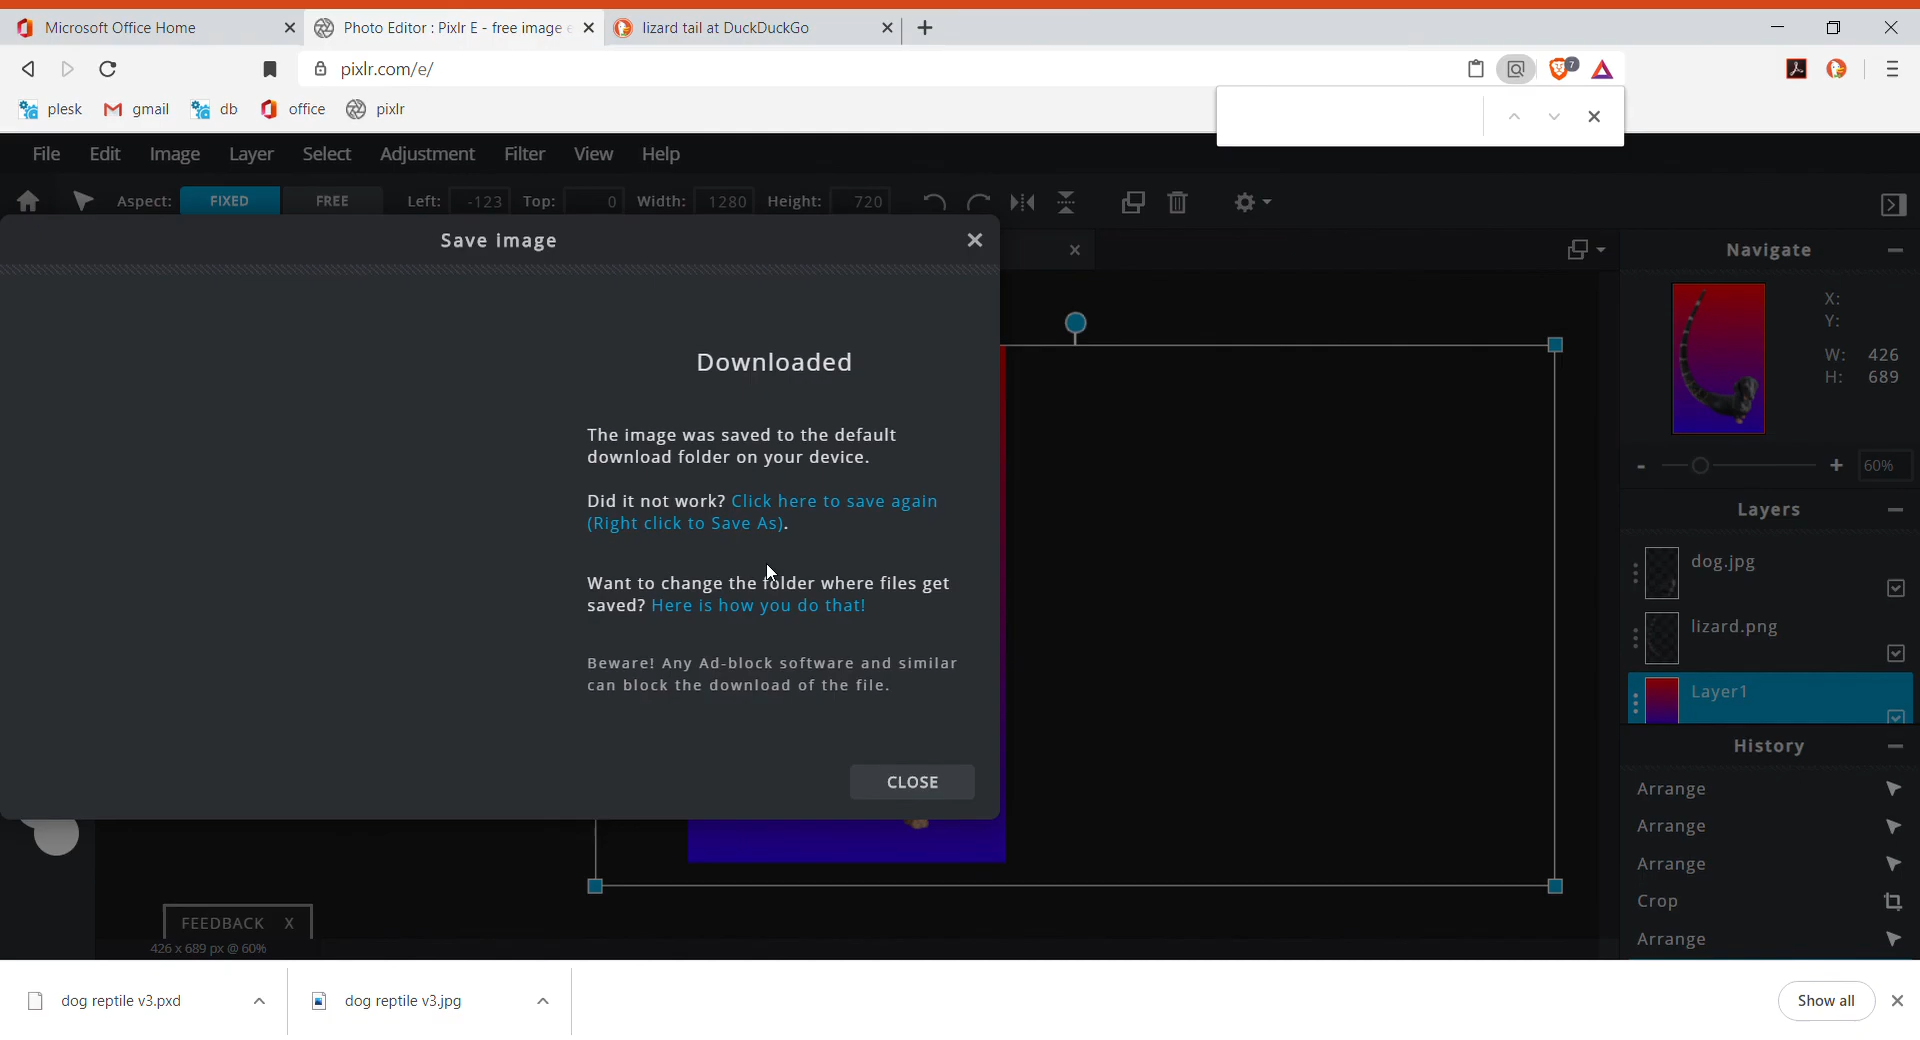 Microsoft Office Home
Photo Editor : Pixlr E - free image e
lizard tail at DuckDuckGo
pixlr.com/e/
7
plesk
gmail
db
office
pixlr
File
Edit
Image
Layer
Select
Adjustment
Filter
View
Help
Aspect:
FIXED
FREE
Left:
-123
Top:
0
Width:
1280
Height:
720
Save image
Navigate
X:
Y:
W: 426
H: 689
60%
Downloaded
The image was saved to the default
download folder on your device.
Did it not work? Click here to save again
(Right click to Save As).
Want to change the folder where files get
saved? Here is how you do that!
Beware! Any Ad-block software and similar
can block the download of the file.
CLOSE
Layers
dog.jpg
lizard.png
Layer1
History
Arrange
Arrange
Arrange
Crop
Arrange
FEEDBACK X
426 x 689 px @ 60%
dog reptile v3.pxd
dog reptile v3.jpg
Show all